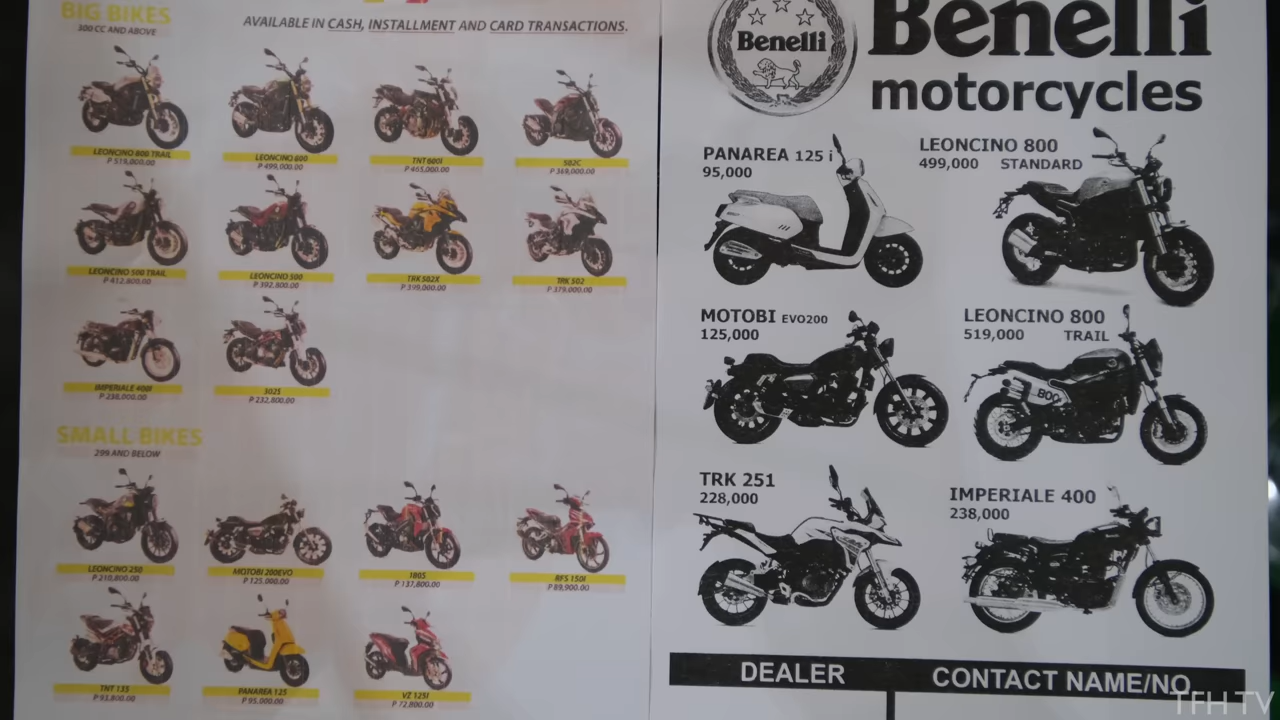 BIG BIKES
300 CC AND ABOVE
AVAILABLE IN CASH, INSTALLMENT AND CARD TRANSACTIONS.
LEONCINO 800 TRAIL
P 519,000.00
LEONCINO 800
P 499,000.00
TNT 600I
P 465,000.00
502C
P 369,000.00
LEONCINO 500 TRAIL
P 412,800.00
LEONCINO 500
P 392,800.00
TRK 502X
P 399,000.00
TRK 502
P 379,000.00
IMPERIALE 400I
P 238,000.00
302S
P 232,800.00
SMALL BIKES
299 AND BELOW
LEONCINO 250
P 210,800.00
MOTOBI 200EVO
P 125,000.00
180S
P 137,800.00
RFS 150I
P 89,900.00
TNT 135
P 93,800.00
PANAREA 125
P 95,000.00
VZ 125I
P 72,800.00
Benelli
Benelli
motorcycles
PANAREA 125 i
95,000
LEONCINO 800
499,000 STANDARD
MOTOBI EVO200
125,000
LEONCINO 800
519,000 TRAIL
800
TRK 251
228,000
IMPERIALE 400
238,000
DEALER
CONTACT NAME/NO
TFH TV